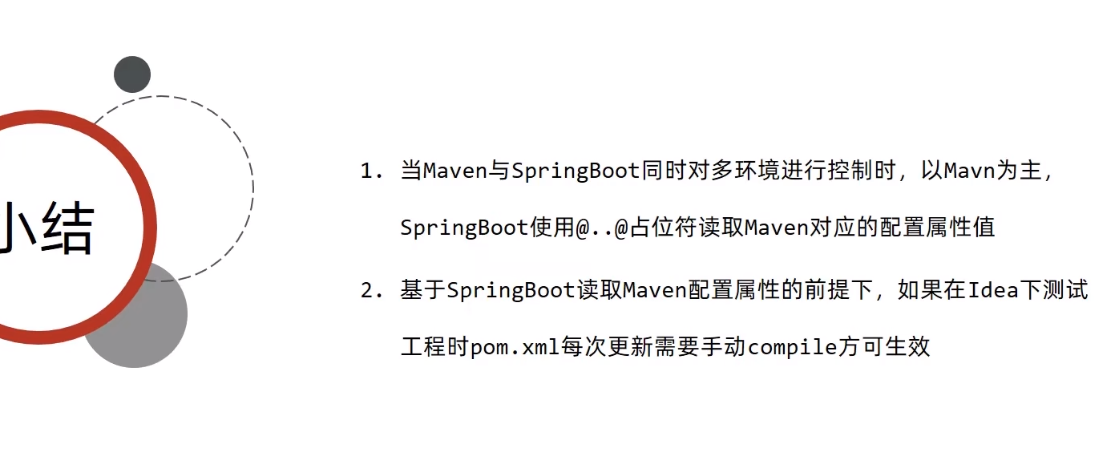 小结
1. 当Maven与SpringBoot同时对多环境进行控制时，以Mavn为主，
SpringBoot使用@..@占位符读取Maven对应的配置属性值
2. 基于SpringBoot读取Maven配置属性的前提下，如果在Idea下测试
工程时pom.xml每次更新需要手动compile方可生效